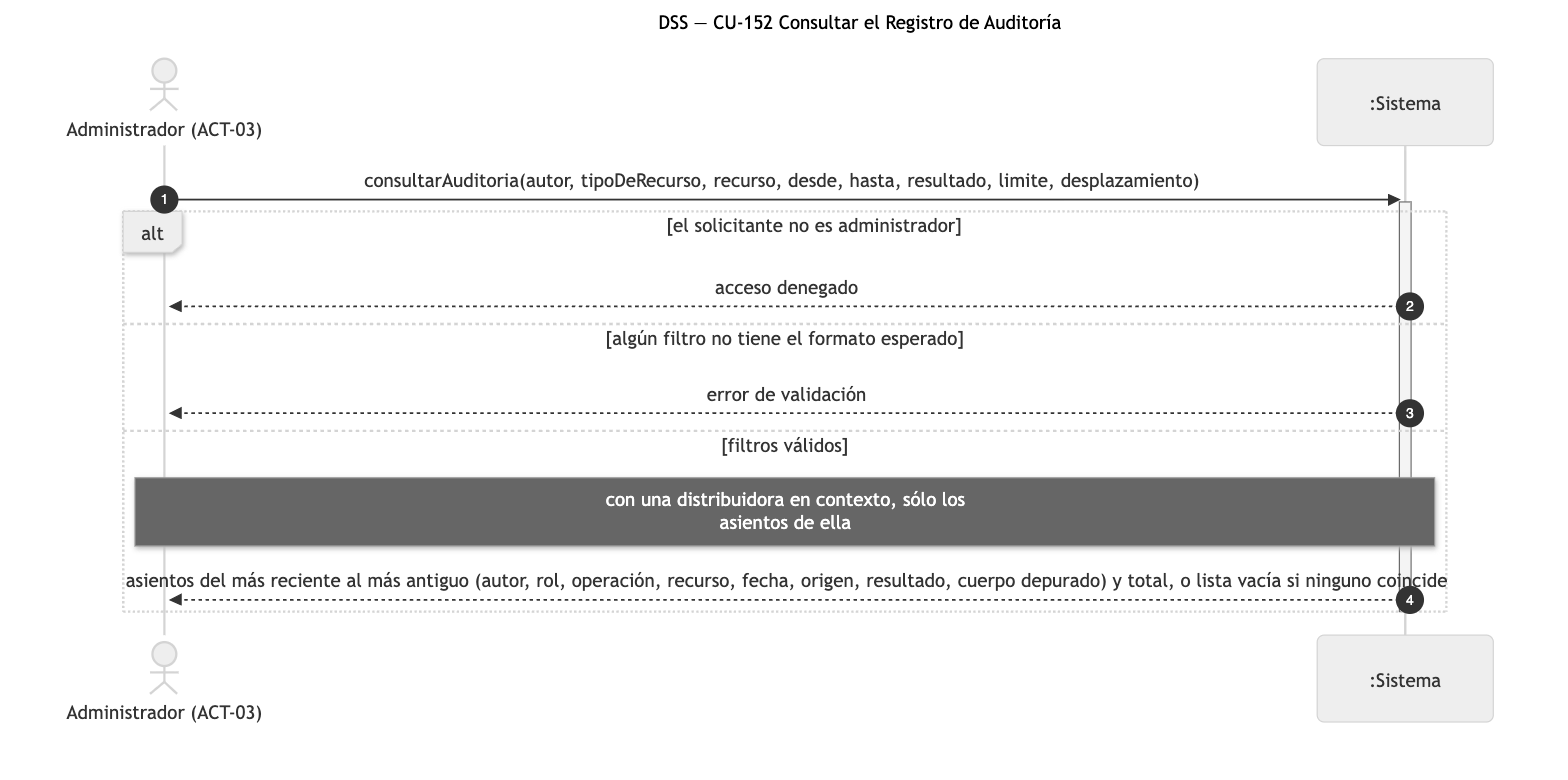 DSS — CU-152 Consultar el Registro de Auditoría
Administrador (ACT-03)
:Sistema
consultarAuditoria(autor, tipoDeRecurso, recurso, desde, hasta, resultado, limite, desplazamiento)
1
alt
[el solicitante no es administrador]
acceso denegado
2
[algún filtro no tiene el formato esperado]
error de validación
3
[filtros válidos]
con una distribuidora en contexto, sólo los
asientos de ella
asientos del más reciente al más antiguo (autor, rol, operación, recurso, fecha, origen, resultado, cuerpo depurado) y total, o lista vacía si ninguno coincide
4
Administrador (ACT-03)
:Sistema